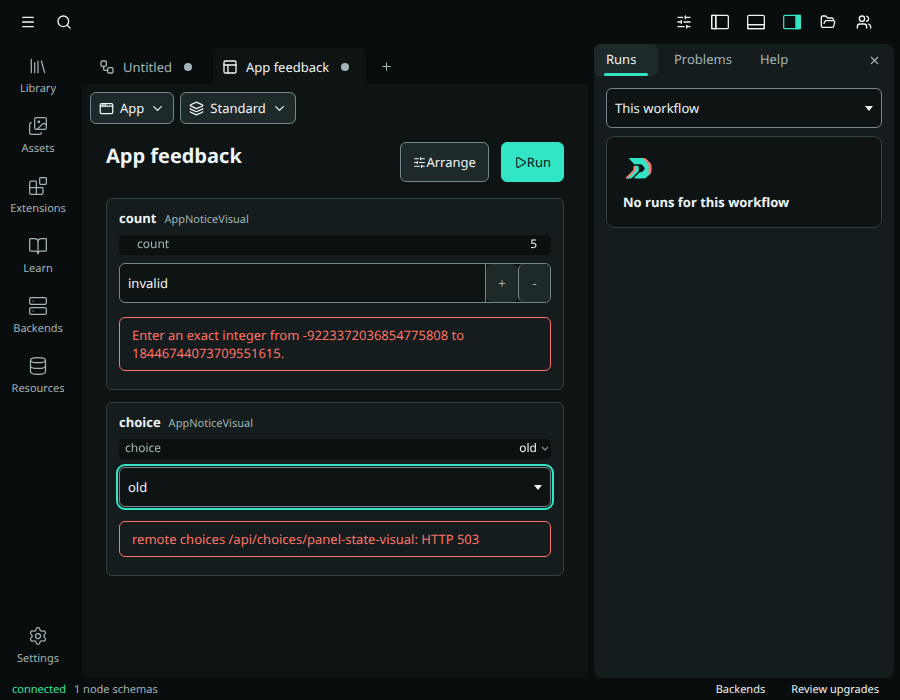 Untitled
App feedback
Runs
Problems
Help
Library
Assets
Extensions
Learn
Backends
Resources
Settings
App
Standard
App feedback
Arrange
Run
count AppNoticeVisual
count 5
invalid + -
Enter an exact integer from -9223372036854775808 to
18446744073709551615.
choice AppNoticeVisual
choice old
old
remote choices /api/choices/panel-state-visual: HTTP 503
This workflow
No runs for this workflow
connected 1 node schemas
Backends
Review upgrades